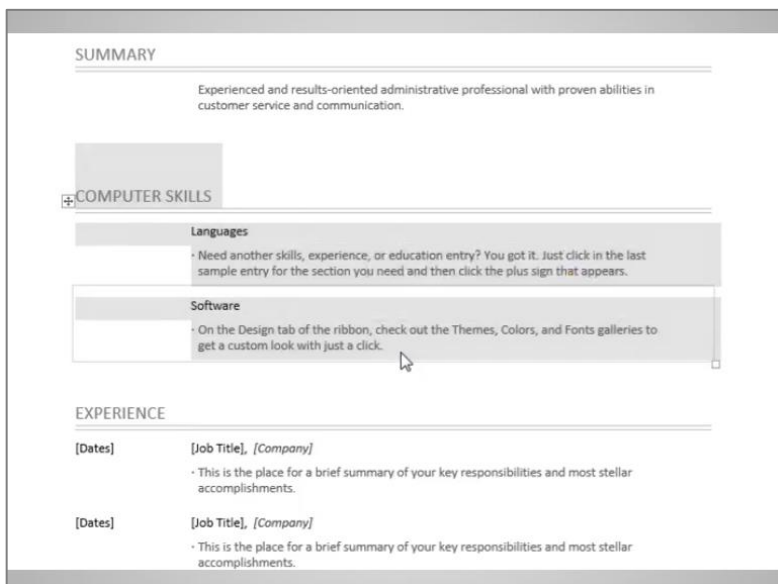 SUMMARY
Experienced and results-oriented administrative professional with proven abilities in
customer service and communication.
COMPUTER SKILLS
Languages
· Need another skills, experience, or education entry? You got it. Just click in the last
sample entry for the section you need and then click the plus sign that appears.
Software
· On the Design tab of the ribbon, check out the Themes, Colors, and Fonts galleries to
get a custom look with just a click.
EXPERIENCE
[Dates] [Job Title], [Company]
· This is the place for a brief summary of your key responsibilities and most stellar
accomplishments.
[Dates] [Job Title], [Company]
· This is the place for a brief summary of your key responsibilities and most stellar
accomplishments.